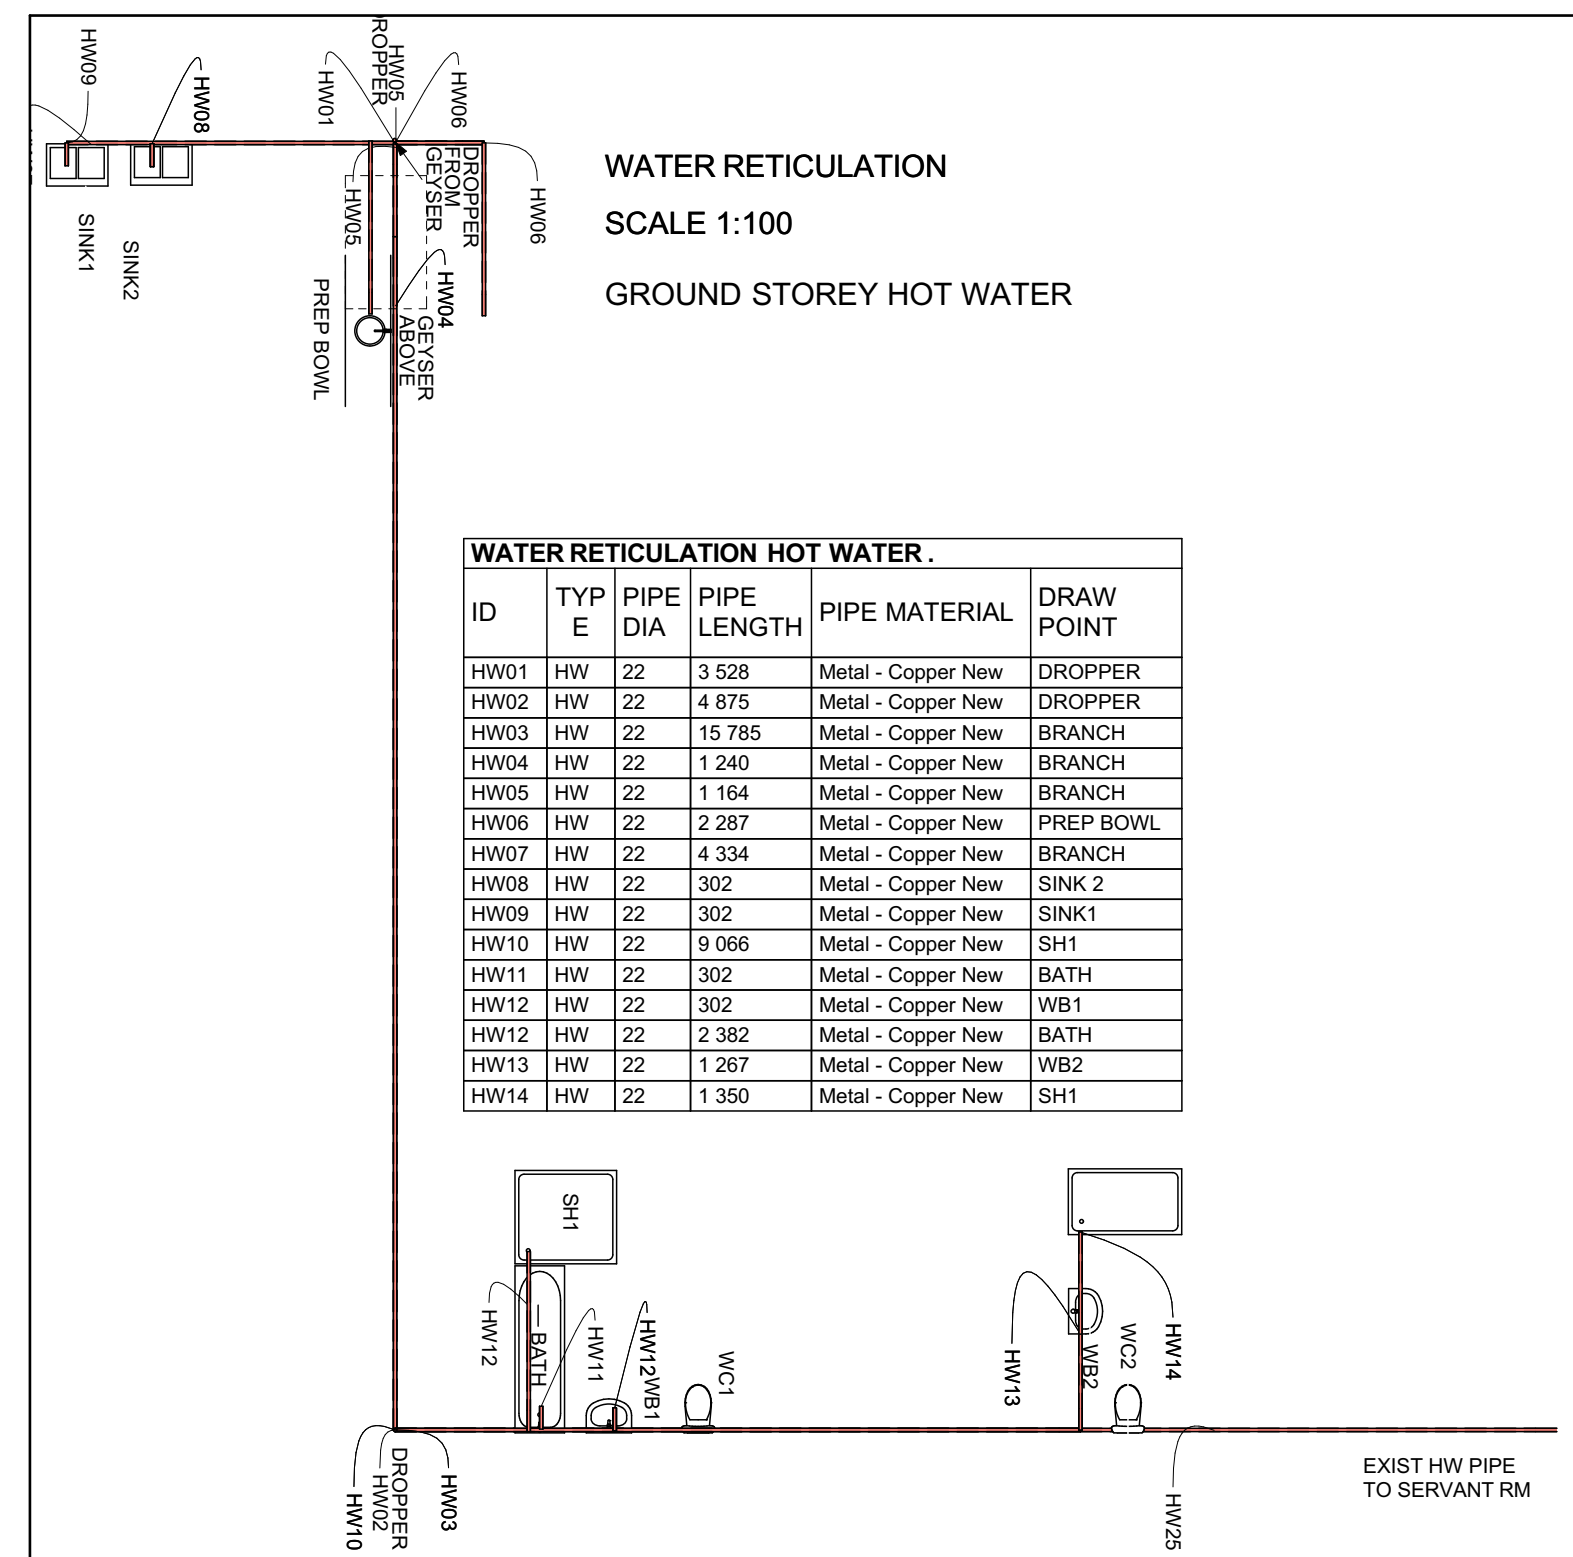 HW09
HW08
HW01
DROPPER
HW05
HW06
DROPPER
FROM
GEYSER
HW05
HW06
SINK1
SINK2
HW04
GEYSER
ABOVE
PREP BOWL
WATER RETICULATION
SCALE 1:100
GROUND STOREY HOT WATER
WATER RETICULATION HOT WATER .
ID TYPE PIPE DIA PIPE LENGTH PIPE MATERIAL DRAW POINT
HW01 HW 22 3 528 Metal - Copper New DROPPER
HW02 HW 22 4 875 Metal - Copper New DROPPER
HW03 HW 22 15 785 Metal - Copper New BRANCH
HW04 HW 22 1 240 Metal - Copper New BRANCH
HW05 HW 22 1 164 Metal - Copper New BRANCH
HW06 HW 22 2 287 Metal - Copper New PREP BOWL
HW07 HW 22 4 334 Metal - Copper New BRANCH
HW08 HW 22 302 Metal - Copper New SINK 2
HW09 HW 22 302 Metal - Copper New SINK1
HW10 HW 22 9 066 Metal - Copper New SH1
HW11 HW 22 302 Metal - Copper New BATH
HW12 HW 22 302 Metal - Copper New WB1
HW12 HW 22 2 382 Metal - Copper New BATH
HW13 HW 22 1 267 Metal - Copper New WB2
HW14 HW 22 1 350 Metal - Copper New SH1
SH1
HW12
BATH
HW11
HW12
WB1
WC1
HW13
WB2
WC2
HW14
HW10
HW02
DROPPER
HW03
HW25
EXIST HW PIPE
TO SERVANT RM